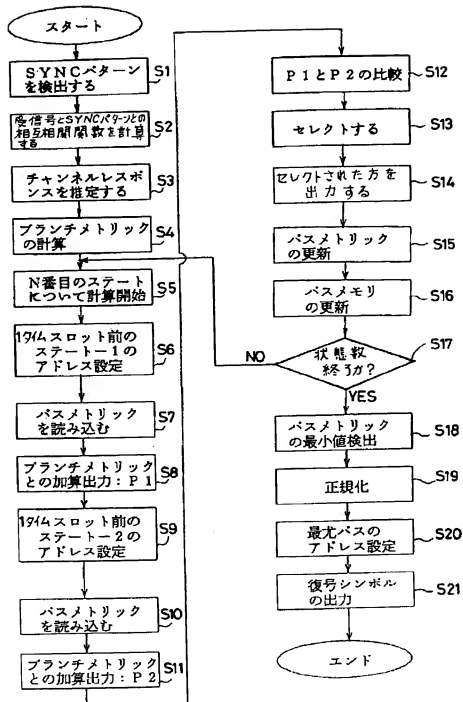 スタート
SYNCパターン
を検出する
S1
受信号とSYNCパターンとの
相互相関関数を計算
する
S2
チャンネルレスポ
ンスを推定する
S3
ブランチメトリック
の計算
S4
N番目のステート
について計算開始
S5
1タイムスロット前の
ステートー1の
アドレス設定
S6
パスメトリック
を読み込む
S7
ブランチメトリック
との加算出力:P1
S8
1タイムスロット前の
ステートー2の
アドレス設定
S9
パスメトリック
を読み込む
S10
ブランチメトリック
との加算出力:P2
S11
P1とP2の比較
S12
セレクトする
S13
セレクトされた方を
出力する
S14
パスメトリック
の更新
S15
パスメモリ
の更新
S16
状態数
終了か?
S17
NO
YES
パスメトリック
の最小値検出
S18
正規化
S19
最尤パスの
アドレス設定
S20
復号シンボル
の出力
S21
エンド